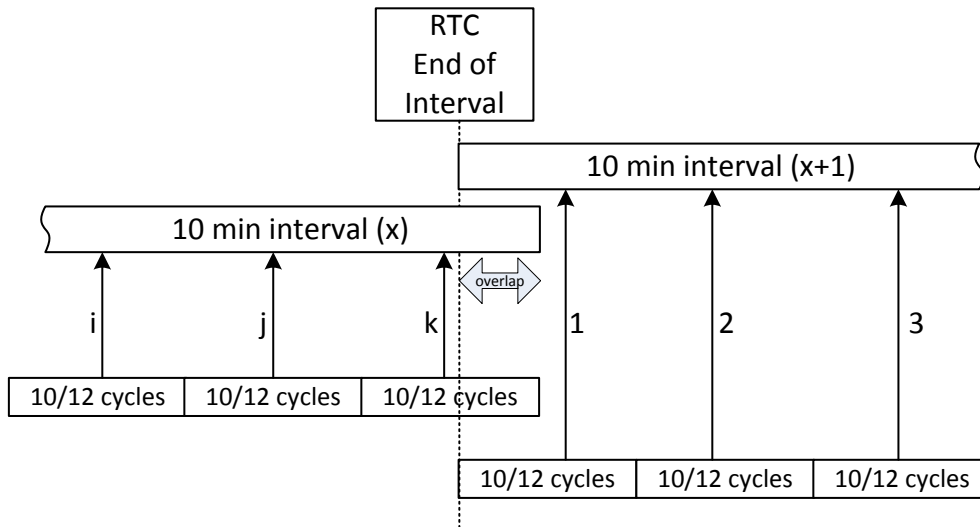 RTC
End of
Interval
10 min interval (x+1)
10 min interval (x)
overlap
i
j
k
1
2
3
10/12 cycles
10/12 cycles
10/12 cycles
10/12 cycles
10/12 cycles
10/12 cycles